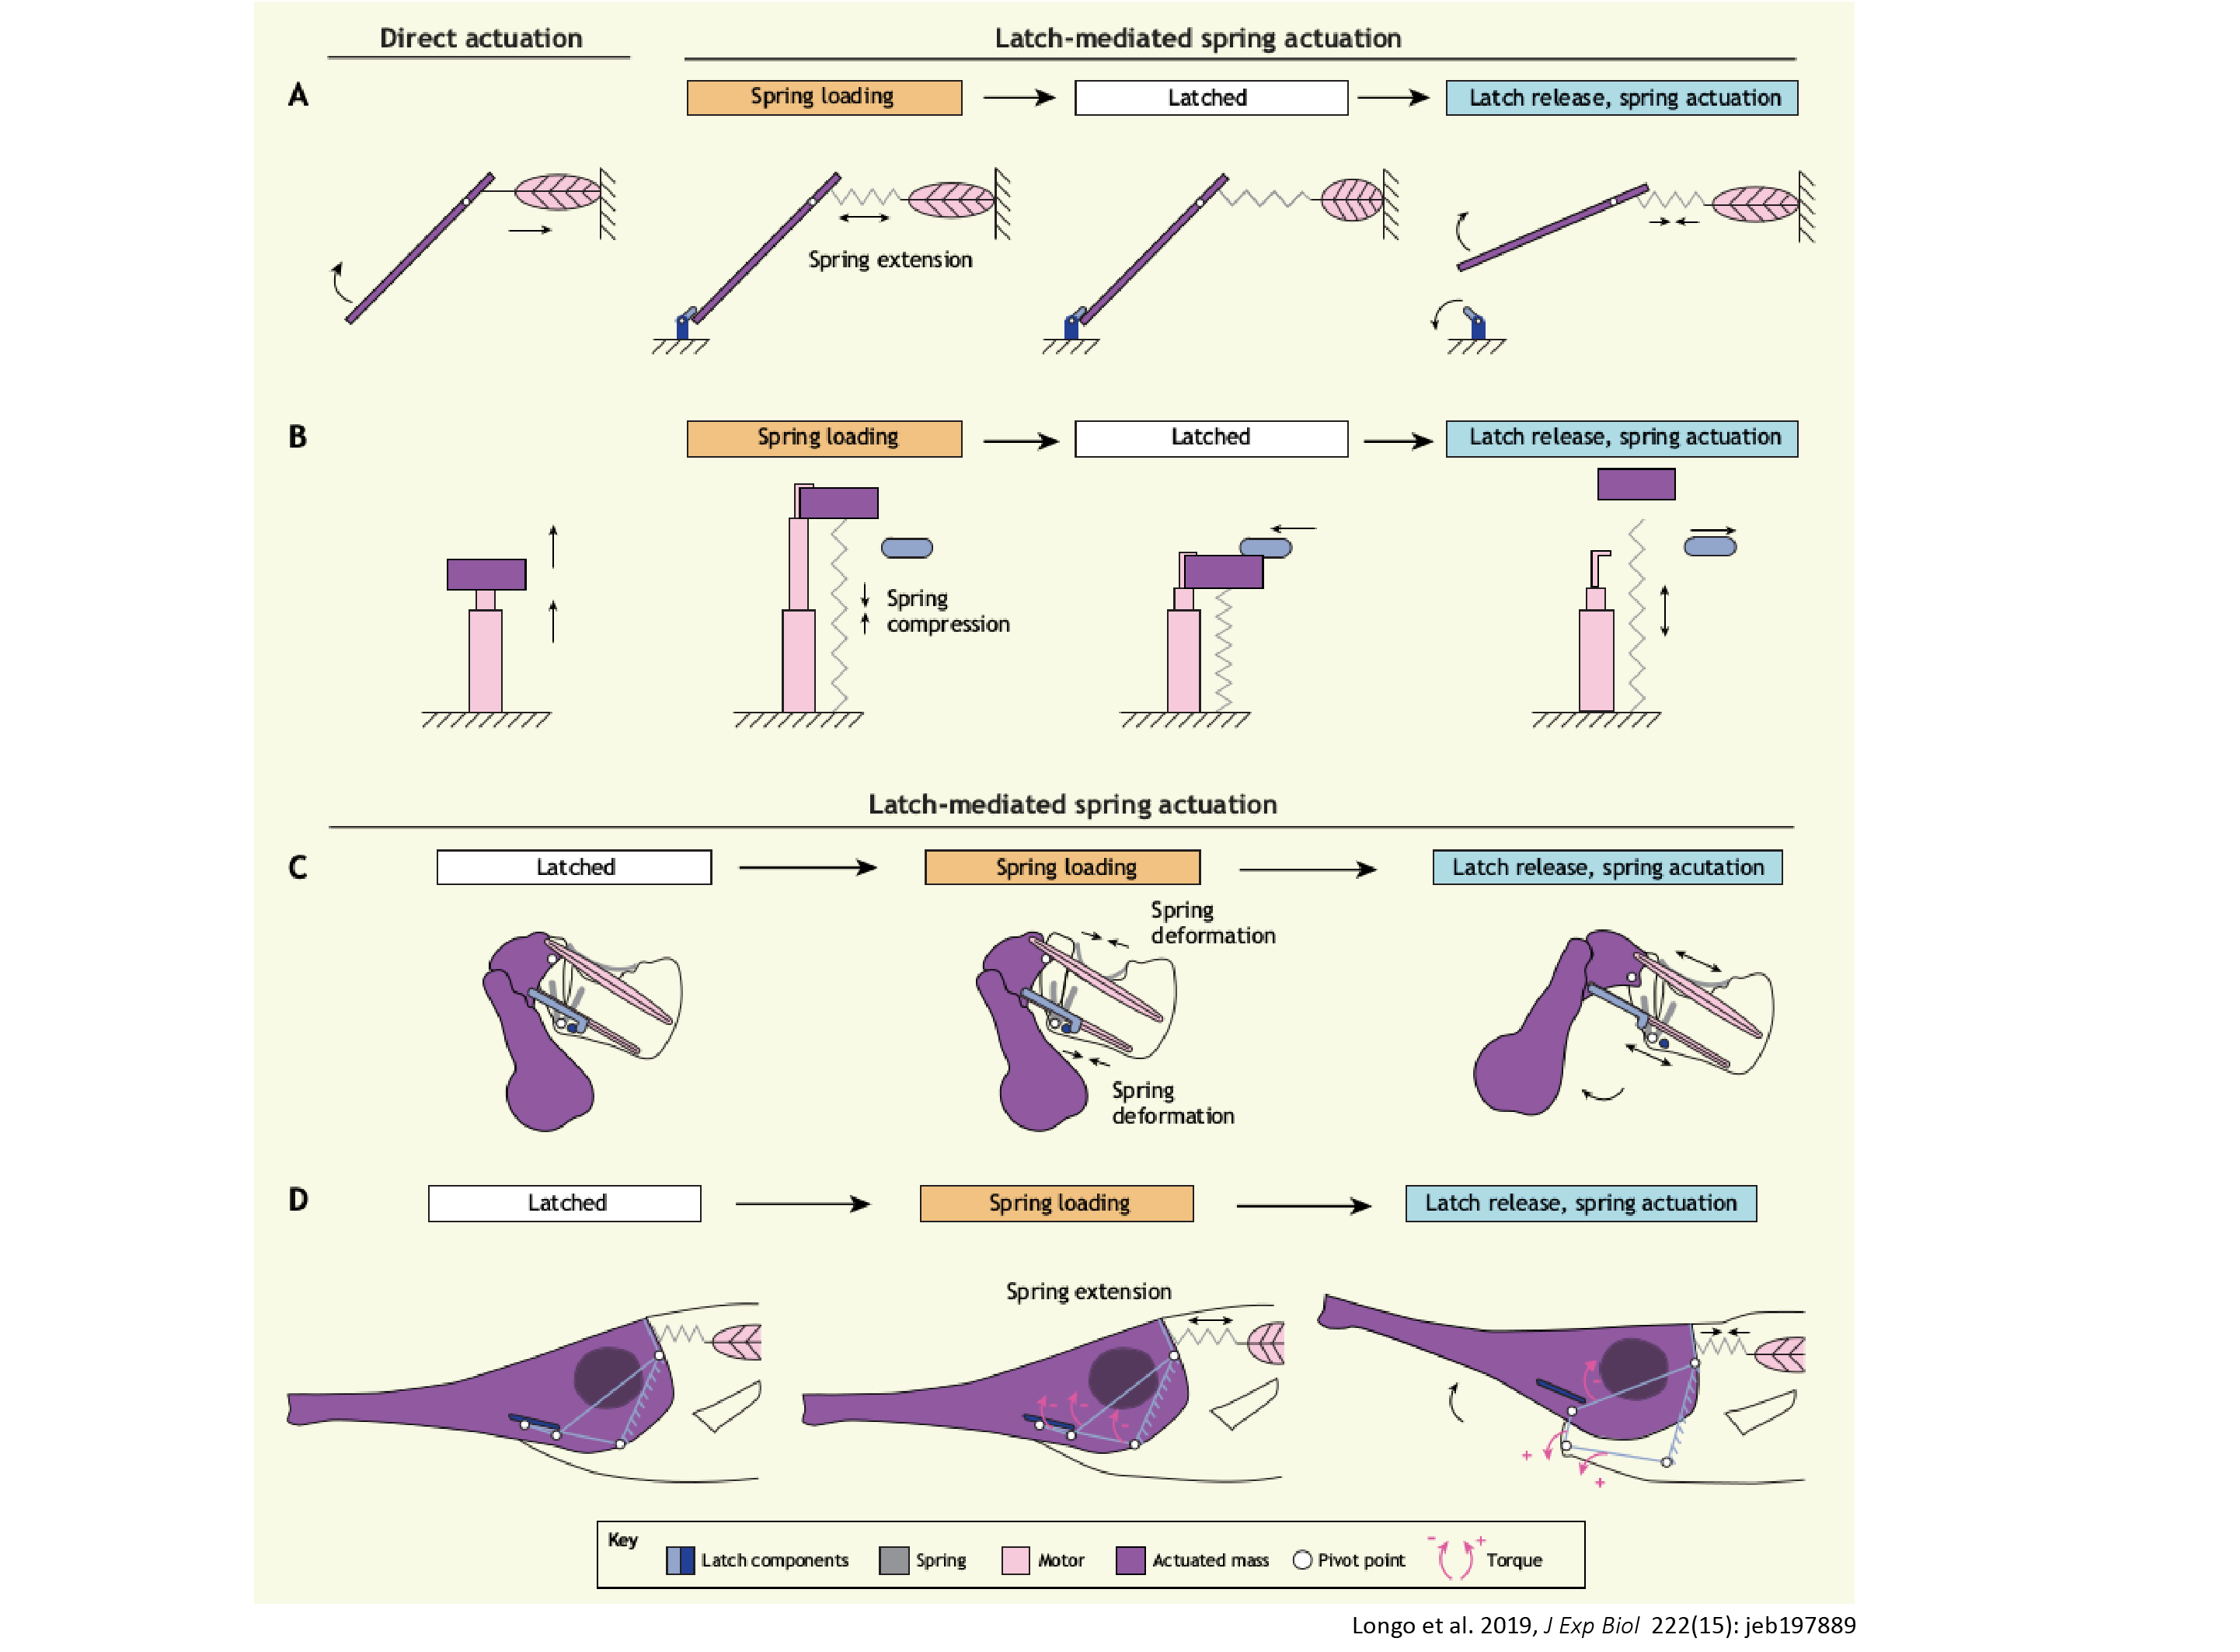 Direct actuation
Latch-mediated spring actuation
A
Spring loading
Latched
Latch release, spring actuation
Spring extension
B
Spring loading
Latched
Latch release, spring actuation
Spring
compression
Latch-mediated spring actuation
C
Latched
Spring loading
Latch release, spring acutation
Spring
deformation
Spring
deformation
D
Latched
Spring loading
Latch release, spring actuation
Spring extension
- - -
-
+
+
Key
Latch components
Spring
Motor
Actuated mass
Pivot point
- +
Torque
Longo et al. 2019, J Exp Biol 222(15): jeb197889